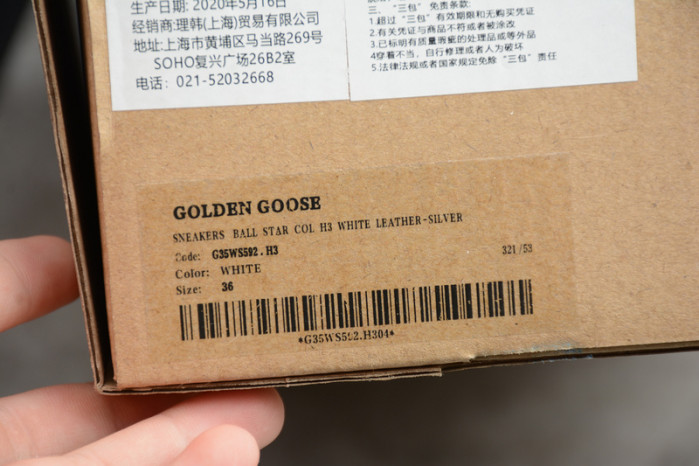 生产日期: 2020年5月16日
经销商:理韩(上海)贸易有限公司
地址:上海市黄埔区马当路269号
SOHO复兴广场26B2室
电话: 021-52032668
三. "三包" 免责条款:
1.超过 "三包" 有效期限和无购买凭证
2.有关凭证与商品不符或者被涂改
3.已标明有质量瑕疵的处理品或等外品
4穿着不当、自行修理或者人为破坏
5.法律法规或者国家规定免除 "三包" 责任
GOLDEN GOOSE
SNEAKERS BALL STAR COL H3 WHITE LEATHER-SILVER
Code: G35WS592.H3
321/53
Color: WHITE
Size: 36
*G35WS592.H304*